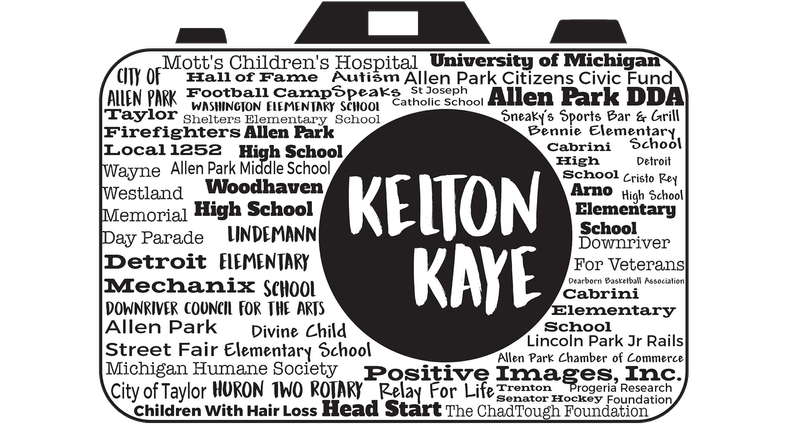 Mott's Children's Hospital
University of Michigan
CITY OF
ALLEN PARK
Hall of Fame
Football Camp
Autism
Speaks
Allen Park Citizens Civic Fund
St Joseph
Catholic School
Allen Park DDA
WASHINGTON ELEMENTARY SCHOOL
Taylor
Firefighters
Local 1252
Shelters Elementary School
Allen Park
High School
Sneaky's Sports Bar & Grill
Bennie Elementary
School
Cabrini
High
School
Detroit
Cristo Rey
High School
Wayne
Westland
Memorial
Day Parade
Allen Park Middle School
Woodhaven
High School
Arno
Elementary
School
KELTON
KAYE
LINDEMANN
ELEMENTARY
SCHOOL
Downriver
For Veterans
Detroit
Mechanix
Dearborn Basketball Association
Cabrini
Elementary
School
DOWNRIVER COUNCIL FOR THE ARTS
Allen Park
Street Fair
Divine Child
Elementary School
Lincoln Park Jr Rails
Allen Park Chamber of Commerce
Michigan Humane Society
Positive Images, Inc.
City of Taylor
HURON TWO ROTARY
Relay For Life
Trenton
Senator Hockey
Progeria Research
Foundation
Children With Hair Loss
Head Start
The ChadTough Foundation